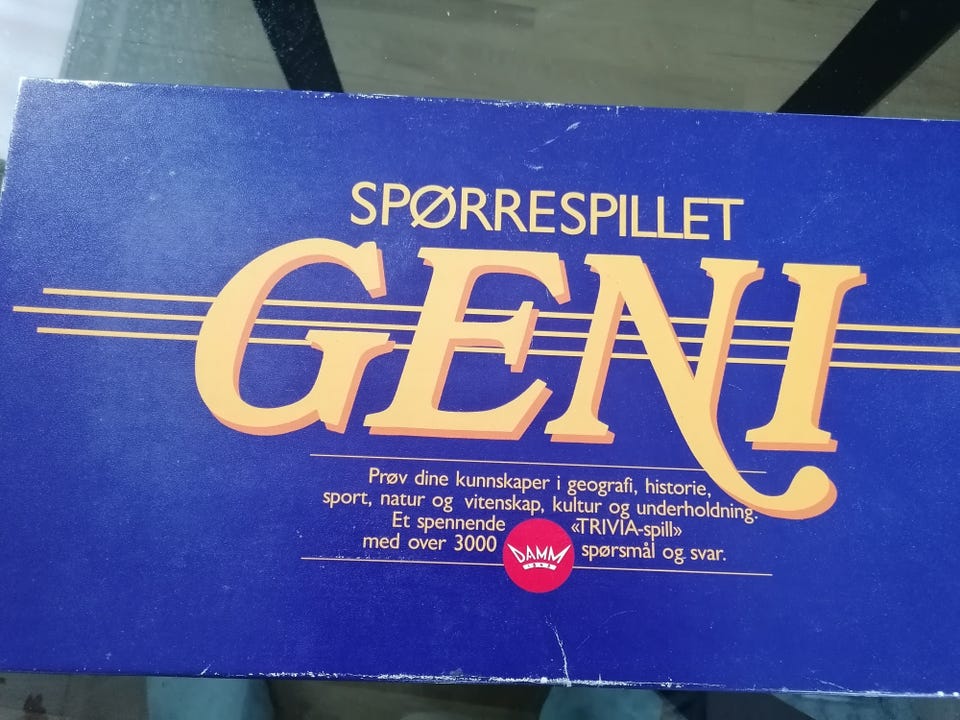 SPØRRESPILLET
GENI
Prøv dine kunnskaper i geografi, historie,
sport, natur og vitenskap, kultur og underholdning.
Et spennende «TRIVIA-spill»
med over 3000 spørsmål og svar.
DAMM